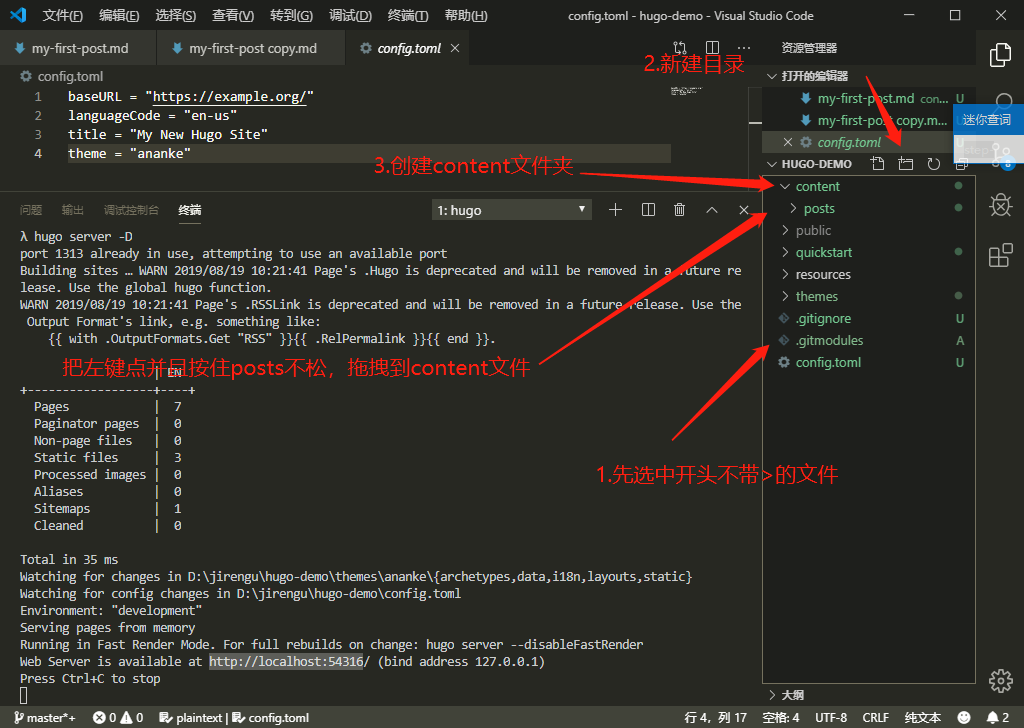 文件(F) 编辑(E) 选择(S) 查看(V) 转到(G) 调试(D) 终端(T) 帮助(H) config.toml - hugo-demo - Visual Studio Code
my-first-post.md my-first-post copy.md config.toml
config.toml
1 baseURL = "https://example.org/"
2 languageCode = "en-us"
3 title = "My New Hugo Site"
4 theme = "ananke"
2.新建目录
3.创建content文件夹
问题 输出 调试控制台 终端 1: hugo
λ hugo server -D
port 1313 already in use, attempting to use an available port
Building sites … WARN 2019/08/19 10:21:41 Page's .Hugo is deprecated and will be removed in a future re
lease. Use the global hugo function.
WARN 2019/08/19 10:21:41 Page's .RSSLink is deprecated and will be removed in a future release. Use the
Output Format's link, e.g. something like:
{{ with .OutputFormats.Get "RSS" }}{{ .RelPermalink }}{{ end }}.
把左键点并且按住posts不松，拖拽到content文件
| EN
+------------------+----+
Pages | 7
Paginator pages | 0
Non-page files | 0
Static files | 3
Processed images | 0
Aliases | 0
Sitemaps | 1
Cleaned | 0
Total in 35 ms
Watching for changes in D:\jirengu\hugo-demo\themes\ananke\{archetypes,data,i18n,layouts,static}
Watching for config changes in D:\jirengu\hugo-demo\config.toml
Environment: "development"
Serving pages from memory
Running in Fast Render Mode. For full rebuilds on change: hugo server --disableFastRender
Web Server is available at http://localhost:54316/ (bind address 127.0.0.1)
Press Ctrl+C to stop
资源管理器
打开的编辑器
my-first-post.md con... U
my-first-post copy.m...
迷你查词
config.toml
HUGO-DEMO
content
posts
public
quickstart
resources
themes
.gitignore U
.gitmodules A
config.toml U
1.先选中开头不带>的文件
大纲
master*+ 0 0 plaintext | config.toml 行 4，列 17 空格: 4 UTF-8 CRLF 纯文本 2